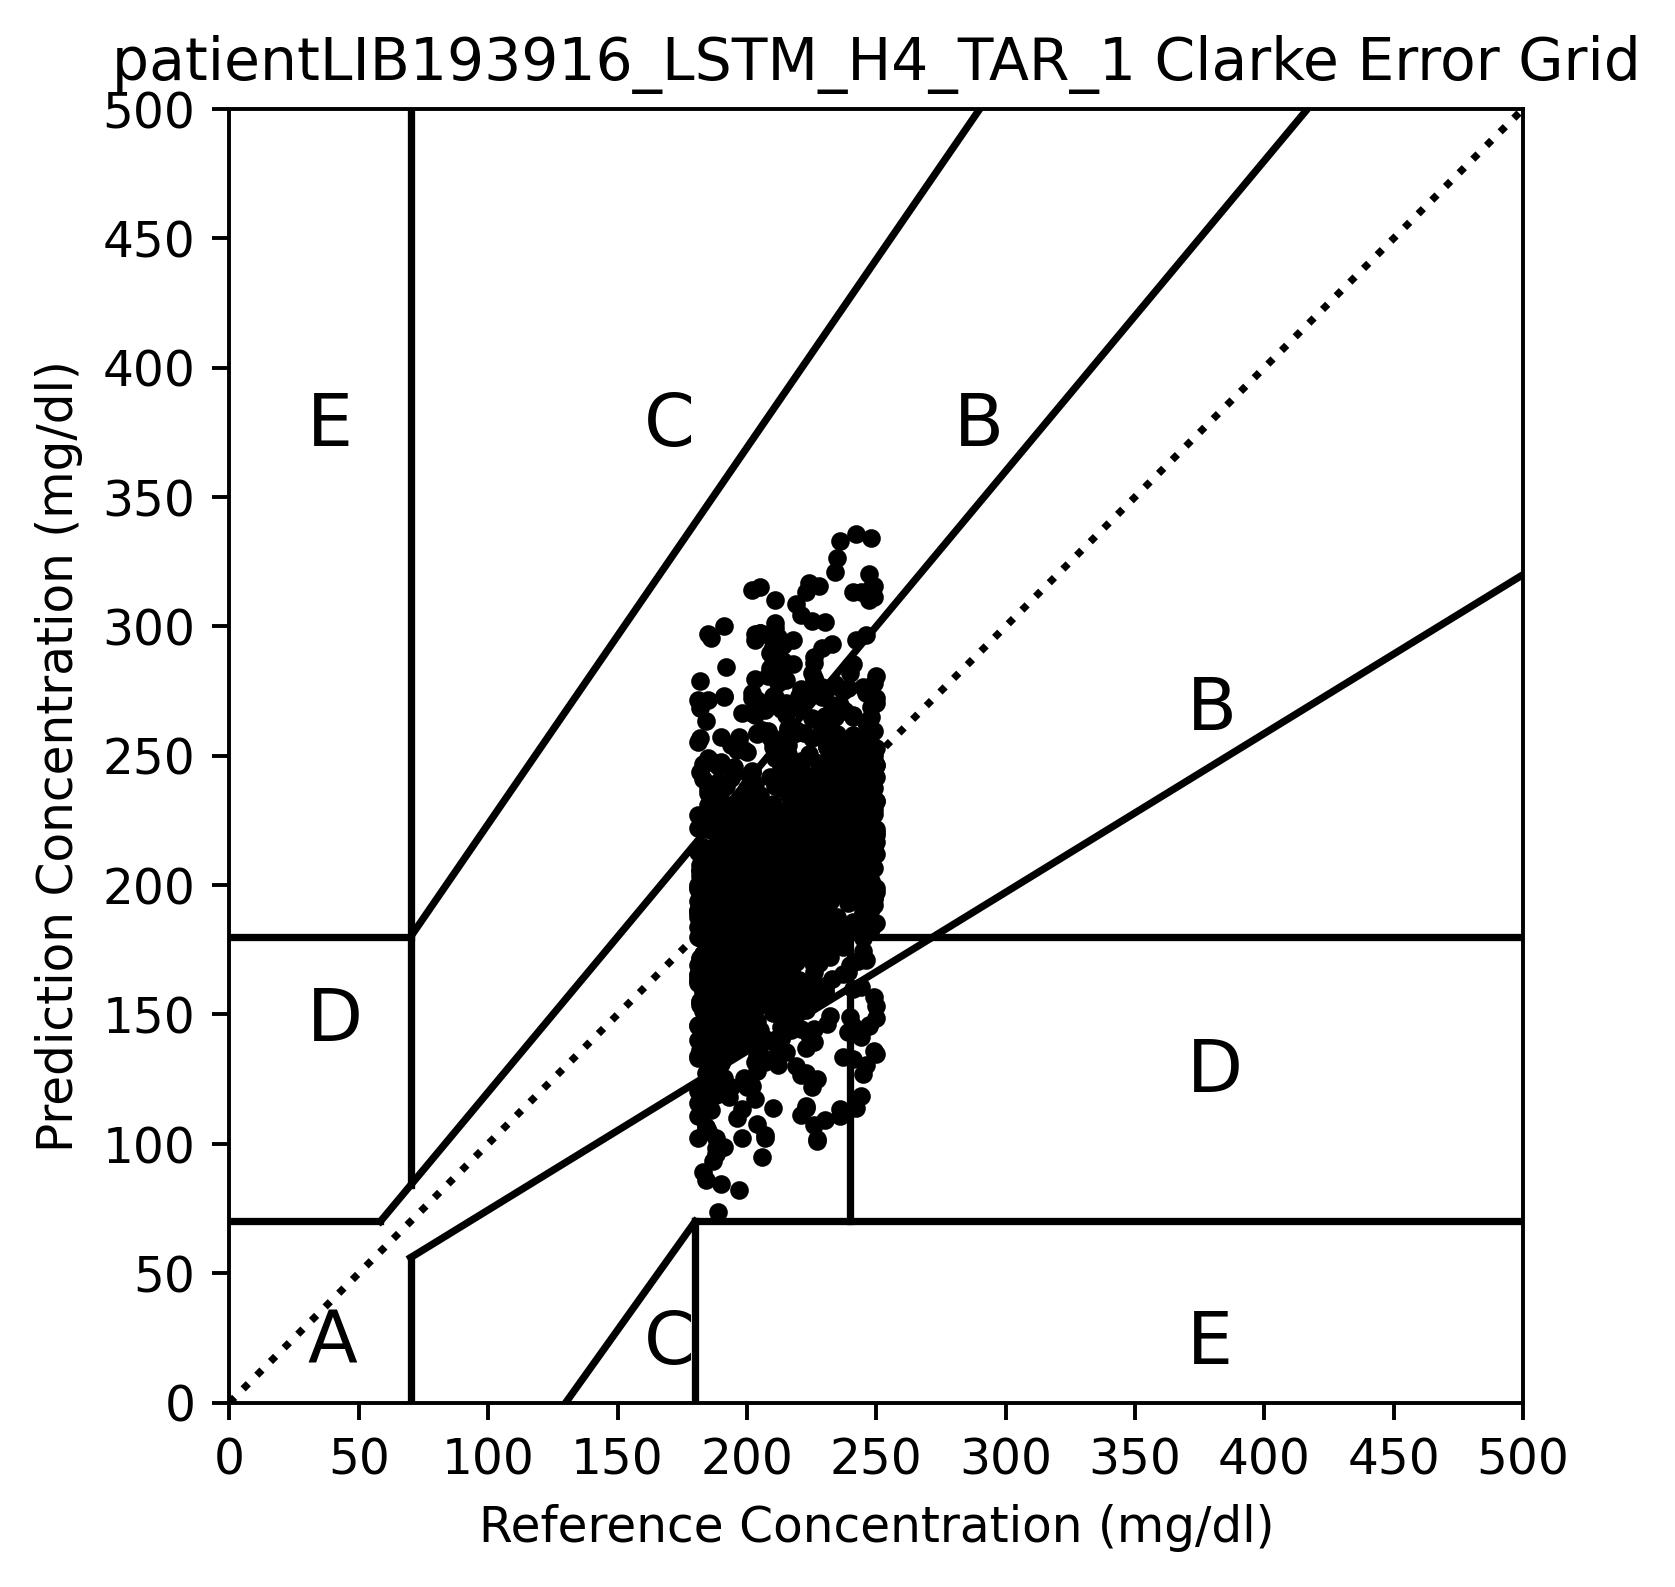 patientLIB193916_LSTM_H4_TAR_1 Clarke Error Grid
Prediction Concentration (mg/dl)
500
450
400
350
300
250
200
150
100
50
0
E
C
B
B
D
D
A
C
E
0 50 100 150 200 250 300 350 400 450 500
Reference Concentration (mg/dl)